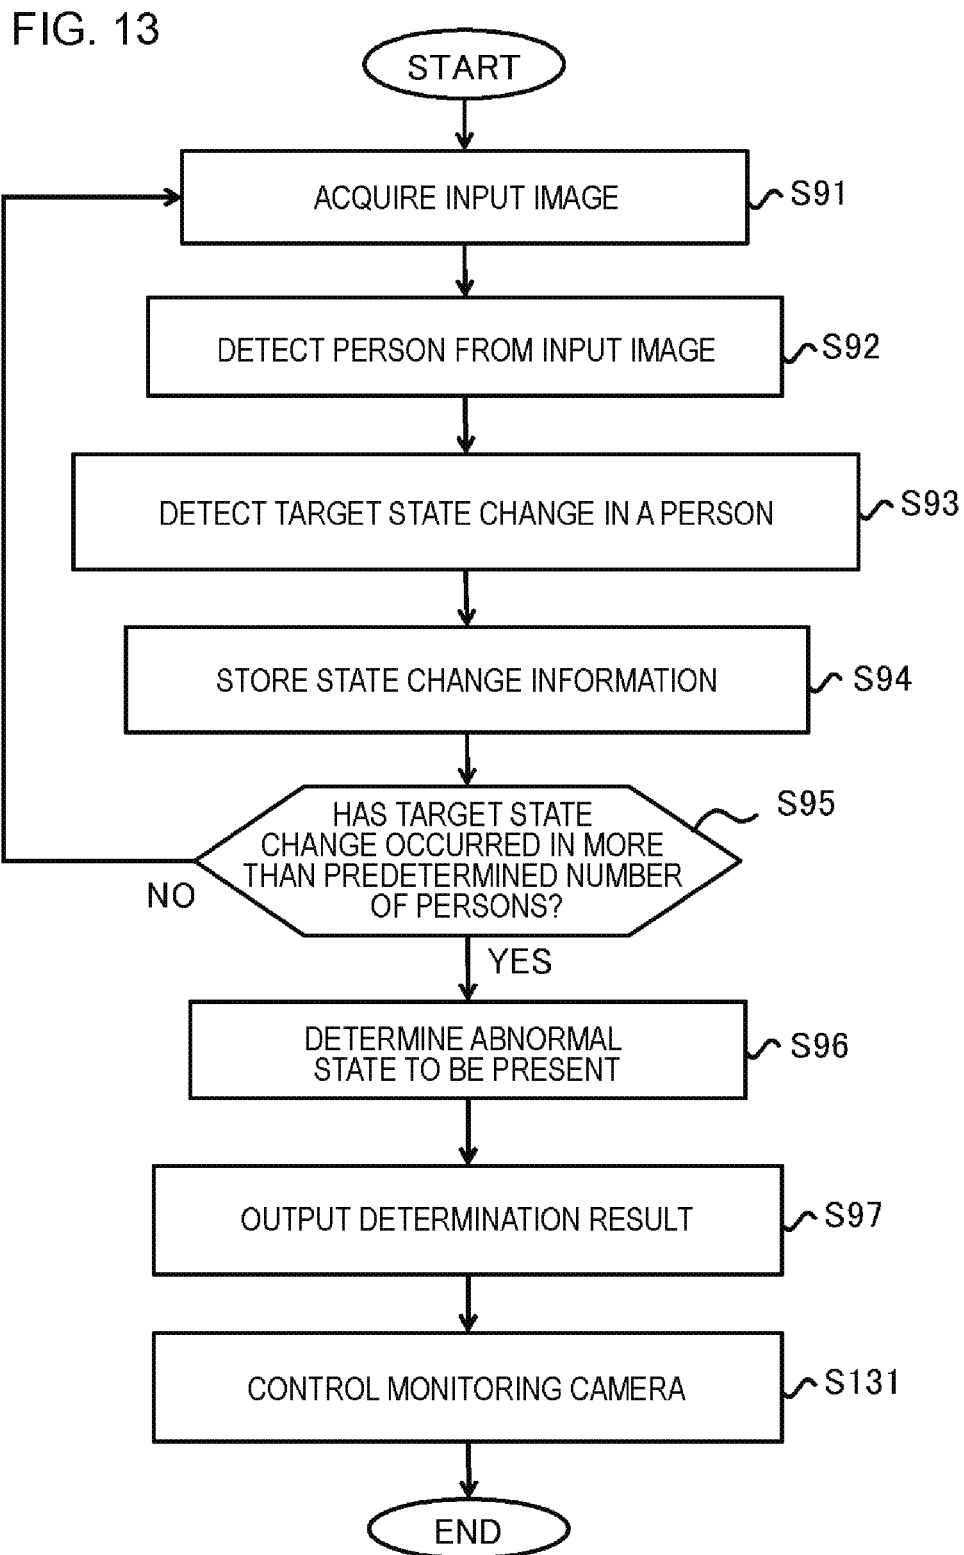 FIG. 13
START
ACQUIRE INPUT IMAGE
S91
DETECT PERSON FROM INPUT IMAGE
S92
DETECT TARGET STATE CHANGE IN A PERSON
S93
STORE STATE CHANGE INFORMATION
S94
HAS TARGET STATE
CHANGE OCCURRED IN MORE
THAN PREDETERMINED NUMBER
OF PERSONS?
S95
NO
YES
DETERMINE ABNORMAL
STATE TO BE PRESENT
S96
OUTPUT DETERMINATION RESULT
S97
CONTROL MONITORING CAMERA
S131
END